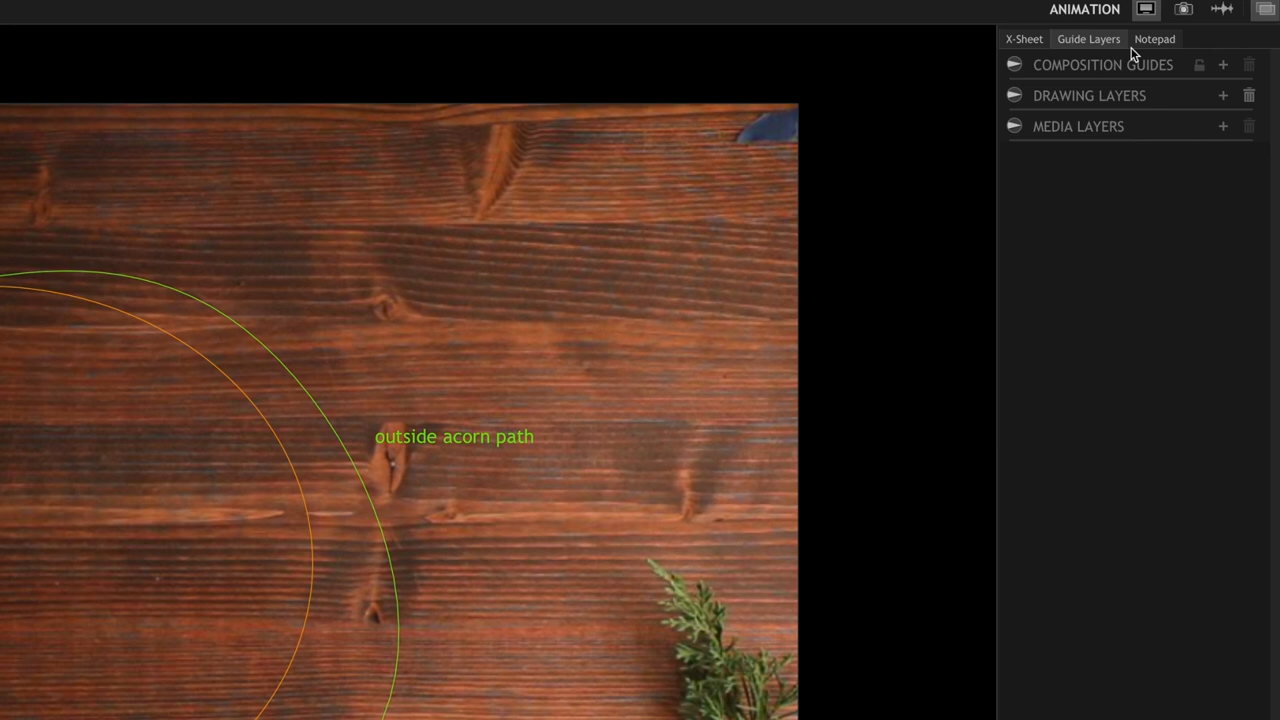 ANIMATION
X-Sheet Guide Layers Notepad
COMPOSITION GUIDES
DRAWING LAYERS
MEDIA LAYERS
outside acorn path